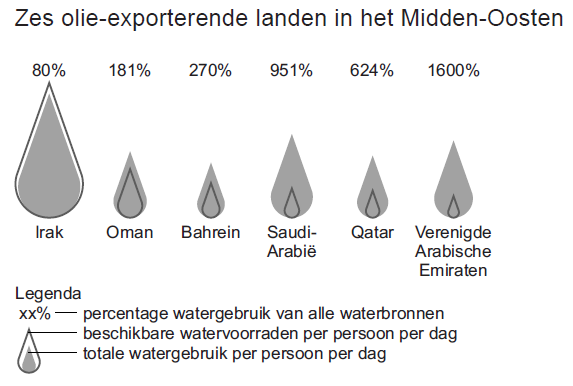 Zes olie-exporterende landen in het Midden-Oosten
80% 181% 270% 951% 624% 1600%
Irak Oman Bahrein Saudi-Arabië Qatar Verenigde Arabische Emiraten
Legenda
xx% percentage watergebruik van alle waterbronnen
beschikbare watervoorraden per persoon per dag
totale watergebruik per persoon per dag